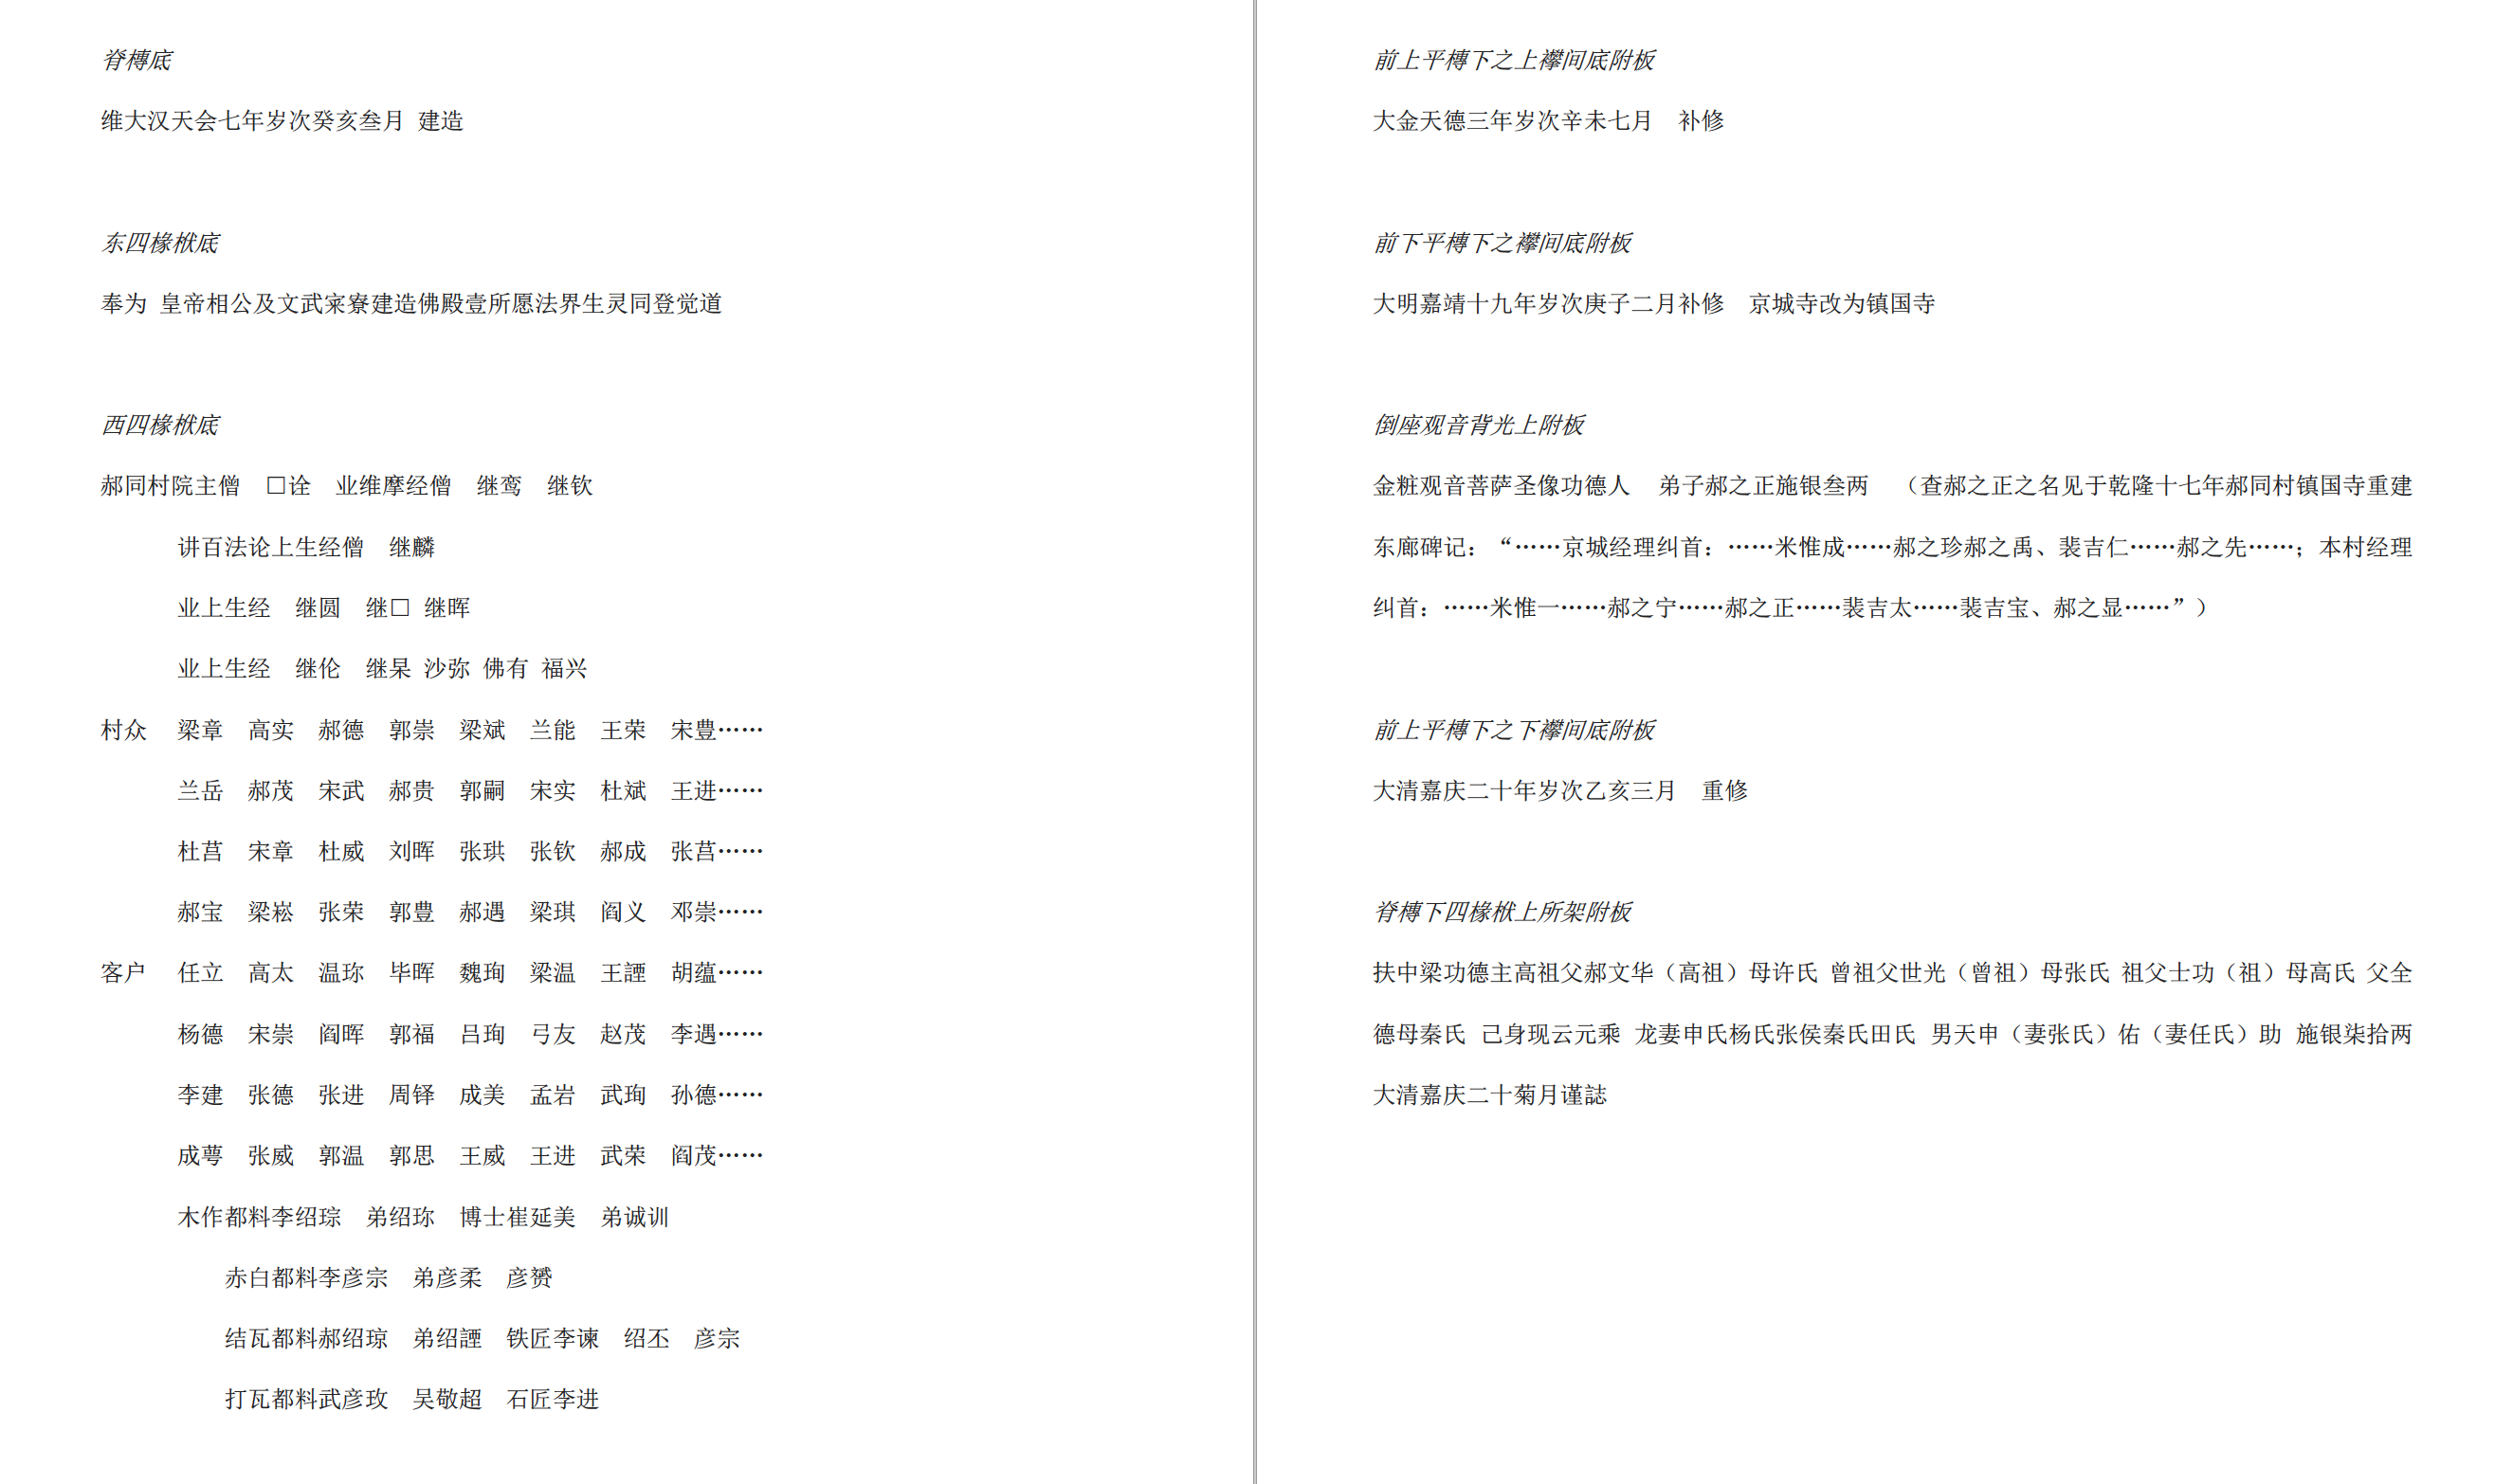 脊槫底
维大汉天会七年岁次癸亥叁月 建造
东四椽栿底
奉为 皇帝相公及文武寀寮建造佛殿壹所愿法界生灵同登觉道
西四椽栿底
郝同村院主僧 □诠 业维摩经僧 继鸾 继钦
讲百法论上生经僧 继麟
业上生经 继圆 继□ 继晖
业上生经 继伦 继杲 沙弥 佛有 福兴
村众 梁章 高实 郝德 郭崇 梁斌 兰能 王荣 宋豊……
兰岳 郝茂 宋武 郝贵 郭嗣 宋实 杜斌 王进……
杜莒 宋章 杜威 刘晖 张珙 张钦 郝成 张莒……
郝宝 梁崧 张荣 郭豊 郝遇 梁琪 阎义 邓崇……
客户 任立 高太 温珎 毕晖 魏珣 梁温 王諲 胡蕴……
杨德 宋崇 阎晖 郭福 吕珣 弓友 赵茂 李遇……
李建 张德 张进 周铎 成美 孟岩 武珣 孙德……
成萼 张威 郭温 郭思 王威 王进 武荣 阎茂……
木作都料李绍琮 弟绍珎 博士崔延美 弟诚训
赤白都料李彦宗 弟彦柔 彦赟
结瓦都料郝绍琼 弟绍諲 铁匠李谏 绍丕 彦宗
打瓦都料武彦玫 吴敬超 石匠李进
前上平槫下之上襻间底附板
大金天德三年岁次辛未七月 补修
前下平槫下之襻间底附板
大明嘉靖十九年岁次庚子二月补修 京城寺改为镇国寺
倒座观音背光上附板
金粧观音菩萨圣像功德人 弟子郝之正施银叁两 （查郝之正之名见于乾隆十七年郝同村镇国寺重建
东廊碑记：“……京城经理纠首：……米惟成……郝之珍郝之禹、裴吉仁……郝之先……；本村经理
纠首：……米惟一……郝之宁……郝之正……裴吉太……裴吉宝、郝之显……”）
前上平槫下之下襻间底附板
大清嘉庆二十年岁次乙亥三月 重修
脊槫下四椽栿上所架附板
扶中梁功德主高祖父郝文华（高祖）母许氏 曾祖父世光（曾祖）母张氏 祖父士功（祖）母高氏 父全
德母秦氏 己身现云元乘 龙妻申氏杨氏张侯秦氏田氏 男天申（妻张氏）佑（妻任氏）助 施银柒拾两
大清嘉庆二十菊月谨誌